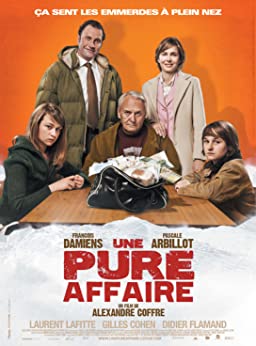 ÇA SENT LES EMMERDES À PLEIN NEZ
FRANÇOIS DAMIENS
PASCALE ARBILLOT
UNE
PURE
AFFAIRE
UN FILM DE
ALEXANDRE COFFRE
LAURENT LAFITTE GILLES COHEN DIDIER FLAMAND